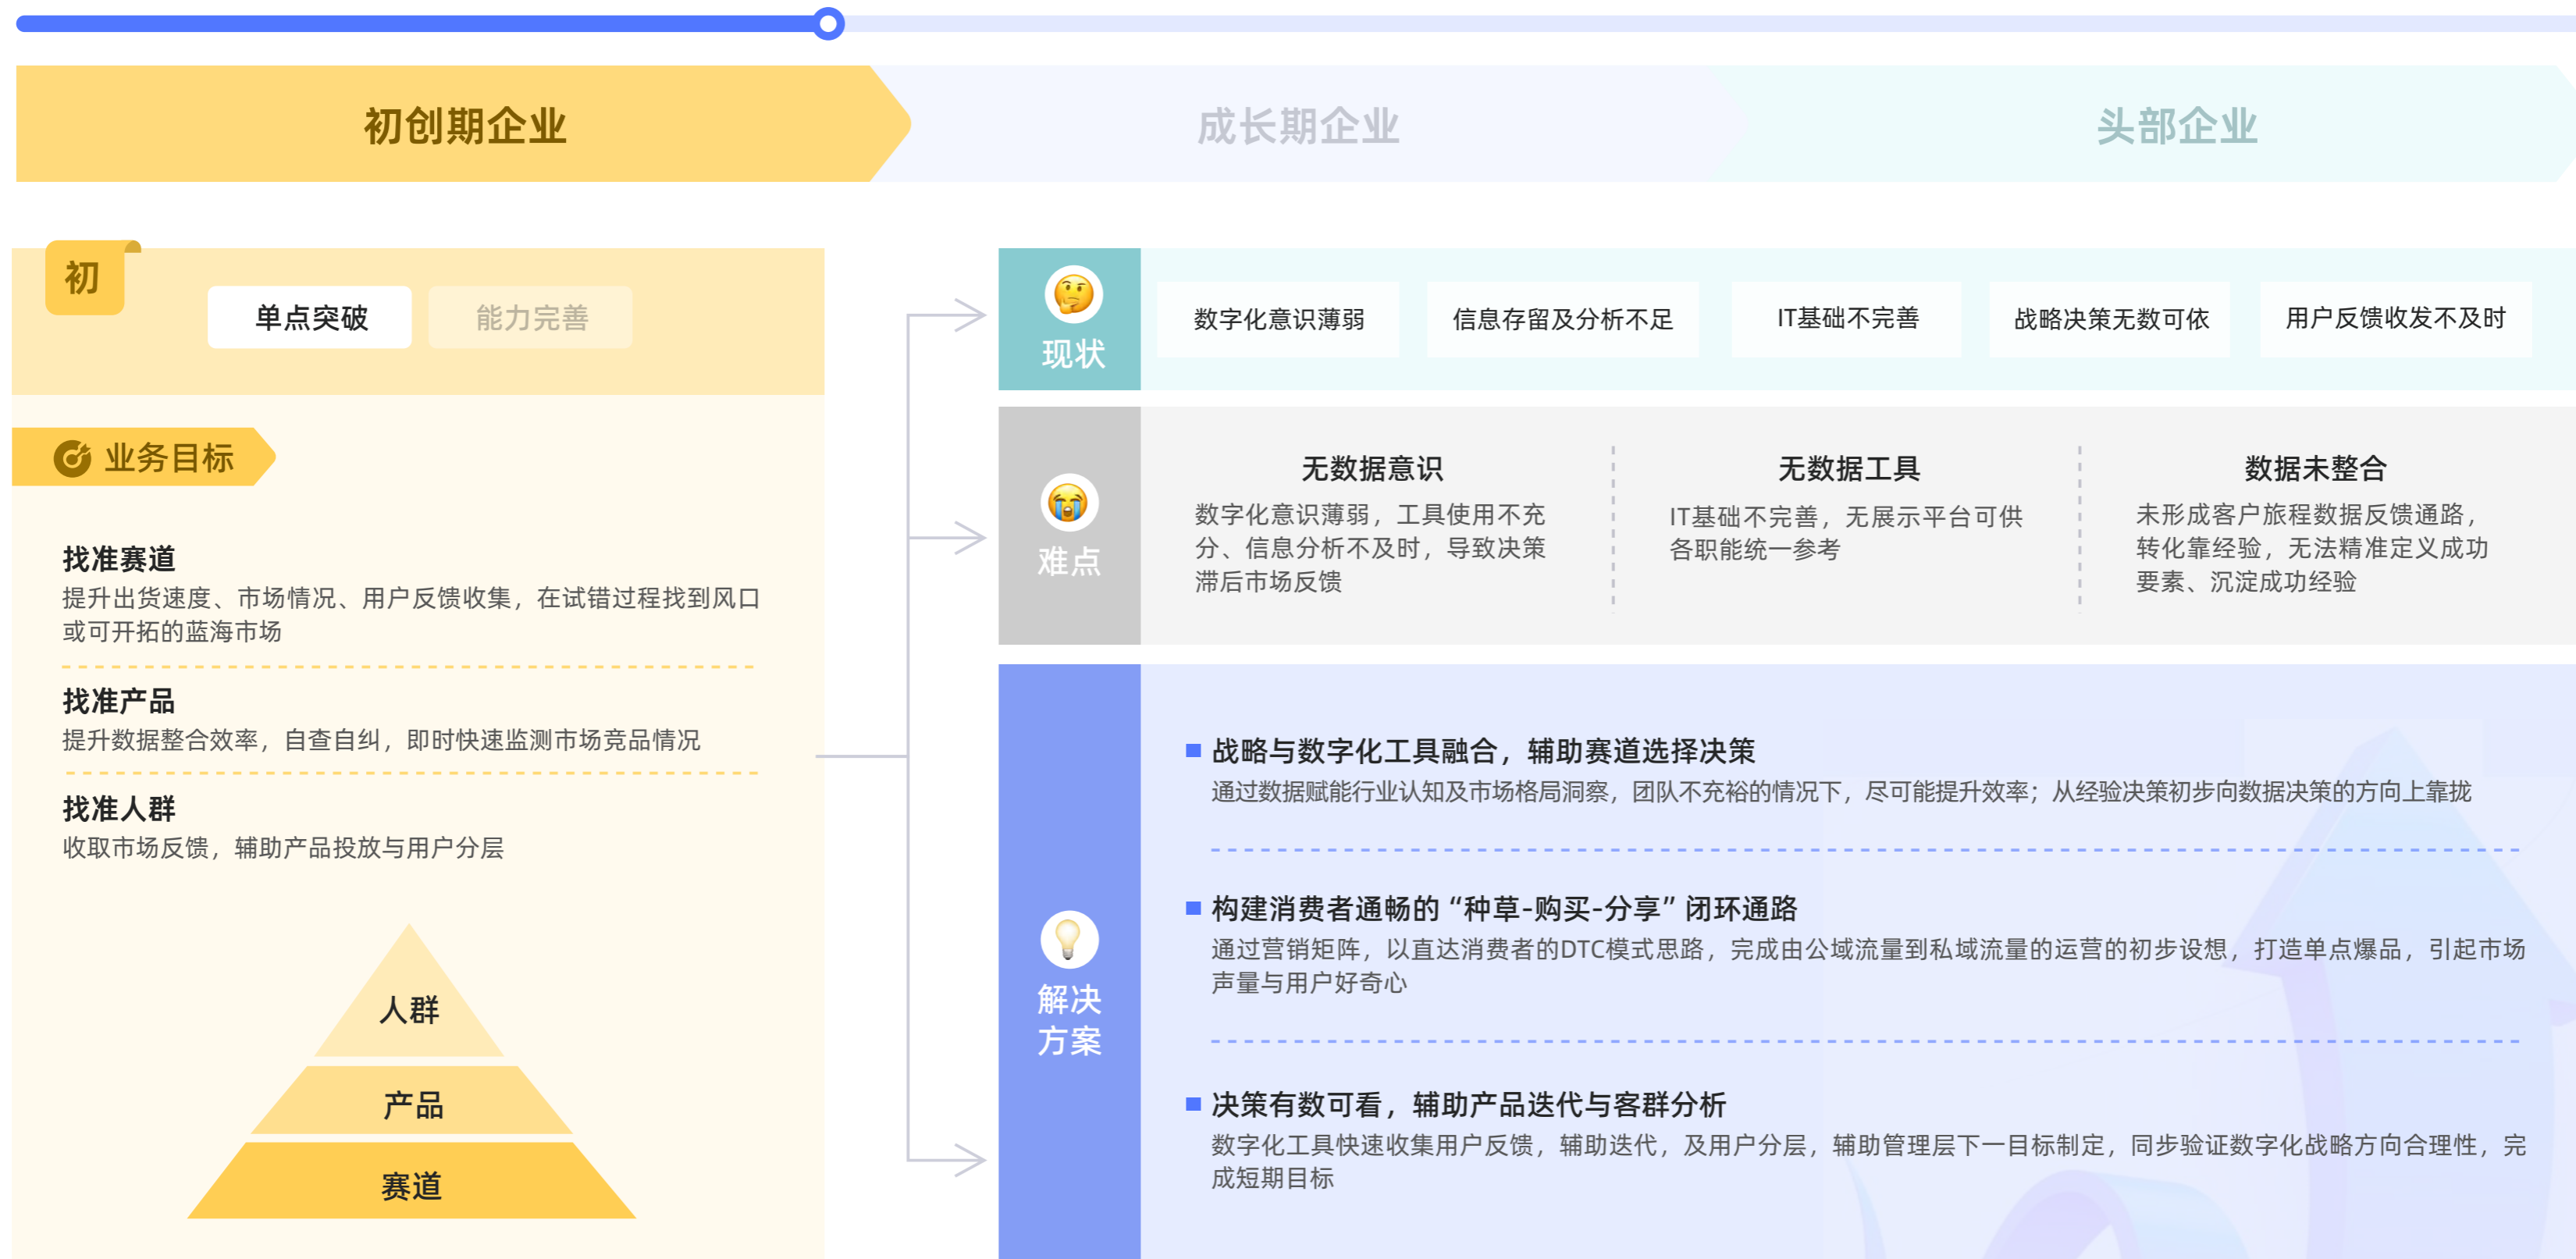 初创期企业
成长期企业
头部企业
初
单点突破
能力完善
业务目标
找准赛道
提升出货速度、市场情况、用户反馈收集，在试错过程找到风口
或可开拓的蓝海市场
找准产品
提升数据整合效率，自查自纠，即时快速监测市场竞品情况
找准人群
收取市场反馈，辅助产品投放与用户分层
人群
产品
赛道
现状
数字化意识薄弱
信息存留及分析不足
IT基础不完善
战略决策无数可依
用户反馈收发不及时
难点
无数据意识
数字化意识薄弱，工具使用不充
分、信息分析不及时，导致决策
滞后市场反馈
无数据工具
IT基础不完善，无展示平台可供
各职能统一参考
数据未整合
未形成客户旅程数据反馈通路，
转化靠经验，无法精准定义成功
要素、沉淀成功经验
解决
方案
战略与数字化工具融合，辅助赛道选择决策
通过数据赋能行业认知及市场格局洞察，团队不充裕的情况下，尽可能提升效率；从经验决策初步向数据决策的方向上靠拢
构建消费者通畅的“种草-购买-分享”闭环通路
通过营销矩阵，以直达消费者的DTC模式思路，完成由公域流量到私域流量的运营的初步设想，打造单点爆品，引起市场
声量与用户好奇心
决策有数可看，辅助产品迭代与客群分析
数字化工具快速收集用户反馈，辅助迭代，及用户分层，辅助管理层下一目标制定，同步验证数字化战略方向合理性，完
成短期目标